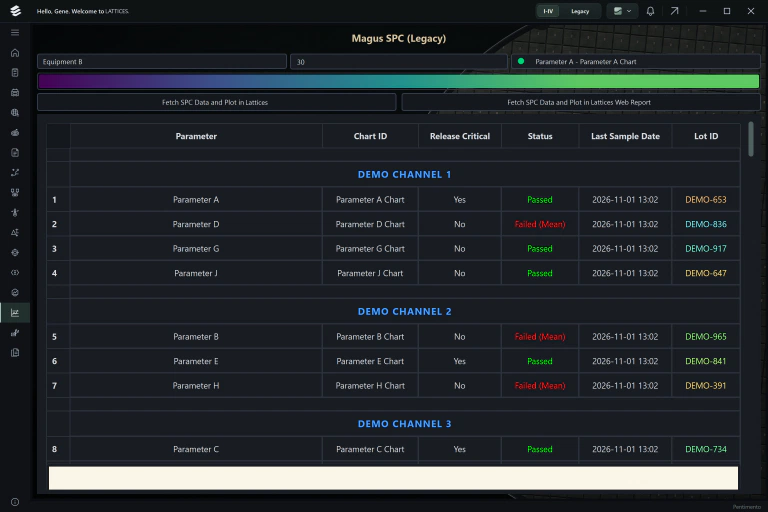 Hello, Gene. Welcome to LATTICES.
I-IV Legacy
Magus SPC (Legacy)
Equipment B 30 Parameter A - Parameter A Chart
Fetch SPC Data and Plot in Lattices Fetch SPC Data and Plot in Lattices Web Report
Parameter Chart ID Release Critical Status Last Sample Date Lot ID
DEMO CHANNEL 1
1 Parameter A Parameter A Chart Yes Passed 2026-11-01 13:02 DEMO-653
2 Parameter D Parameter D Chart No Failed (Mean) 2026-11-01 13:02 DEMO-836
3 Parameter G Parameter G Chart No Passed 2026-11-01 13:02 DEMO-917
4 Parameter J Parameter J Chart No Passed 2026-11-01 13:02 DEMO-647
DEMO CHANNEL 2
5 Parameter B Parameter B Chart No Failed (Mean) 2026-11-01 13:02 DEMO-965
6 Parameter E Parameter E Chart Yes Passed 2026-11-01 13:02 DEMO-841
7 Parameter H Parameter H Chart No Failed (Mean) 2026-11-01 13:02 DEMO-391
DEMO CHANNEL 3
8 Parameter C Parameter C Chart Yes Passed 2026-11-01 13:02 DEMO-734
Pentimento